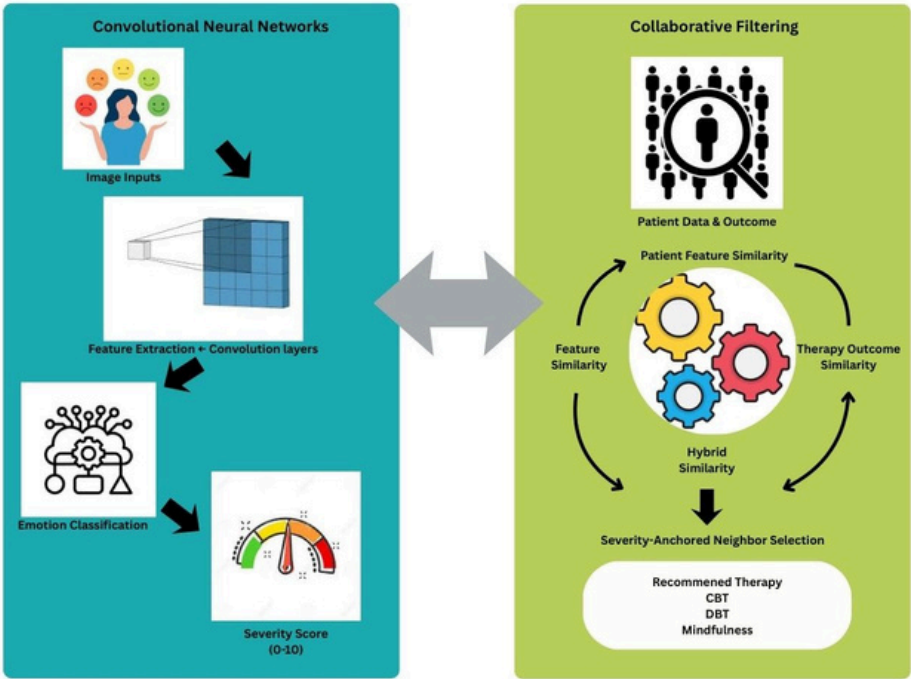 Convolutional Neural Networks
Image Inputs
Feature Extraction ← Convolution layers
Emotion Classification
Severity Score
(0-10)
Collaborative Filtering
Patient Data & Outcome
Patient Feature Similarity
Feature
Similarity
Therapy Outcome
Similarity
Hybrid
Similarity
Severity-Anchored Neighbor Selection
Recommened Therapy
CBT
DBT
Mindfulness